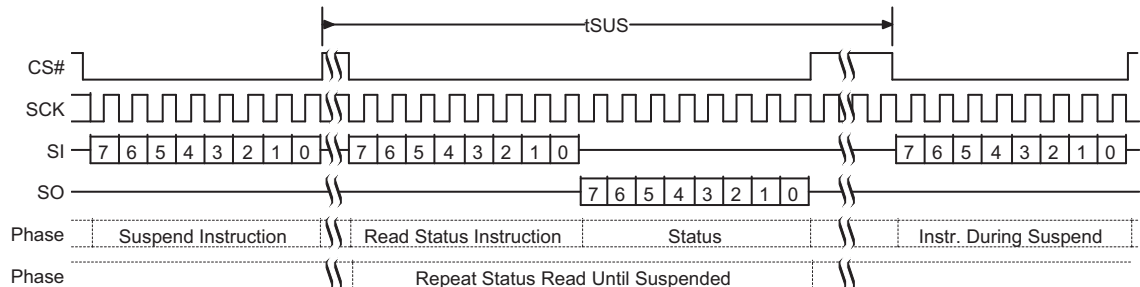 tSUS
CS#
SCK
SI 7 6 5 4 3 2 1 0 7 6 5 4 3 2 1 0 7 6 5 4 3 2 1 0
SO 7 6 5 4 3 2 1 0
Phase Suspend Instruction Read Status Instruction Status Instr. During Suspend
Phase Repeat Status Read Until Suspended